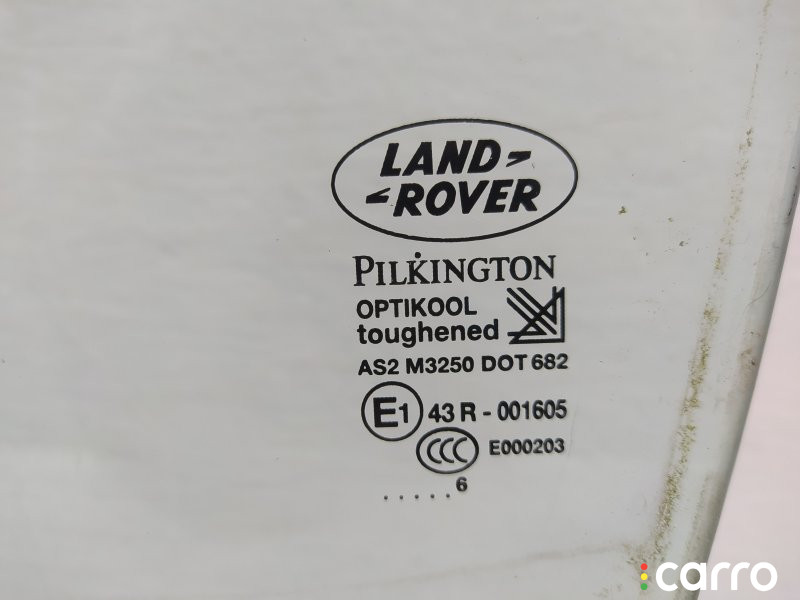 LAND
ROVER
PILKINGTON
OPTIKOOL
toughened
AS2 M3250 DOT 682
E1 43 R - 001605
CCC E000203
.....6
carro